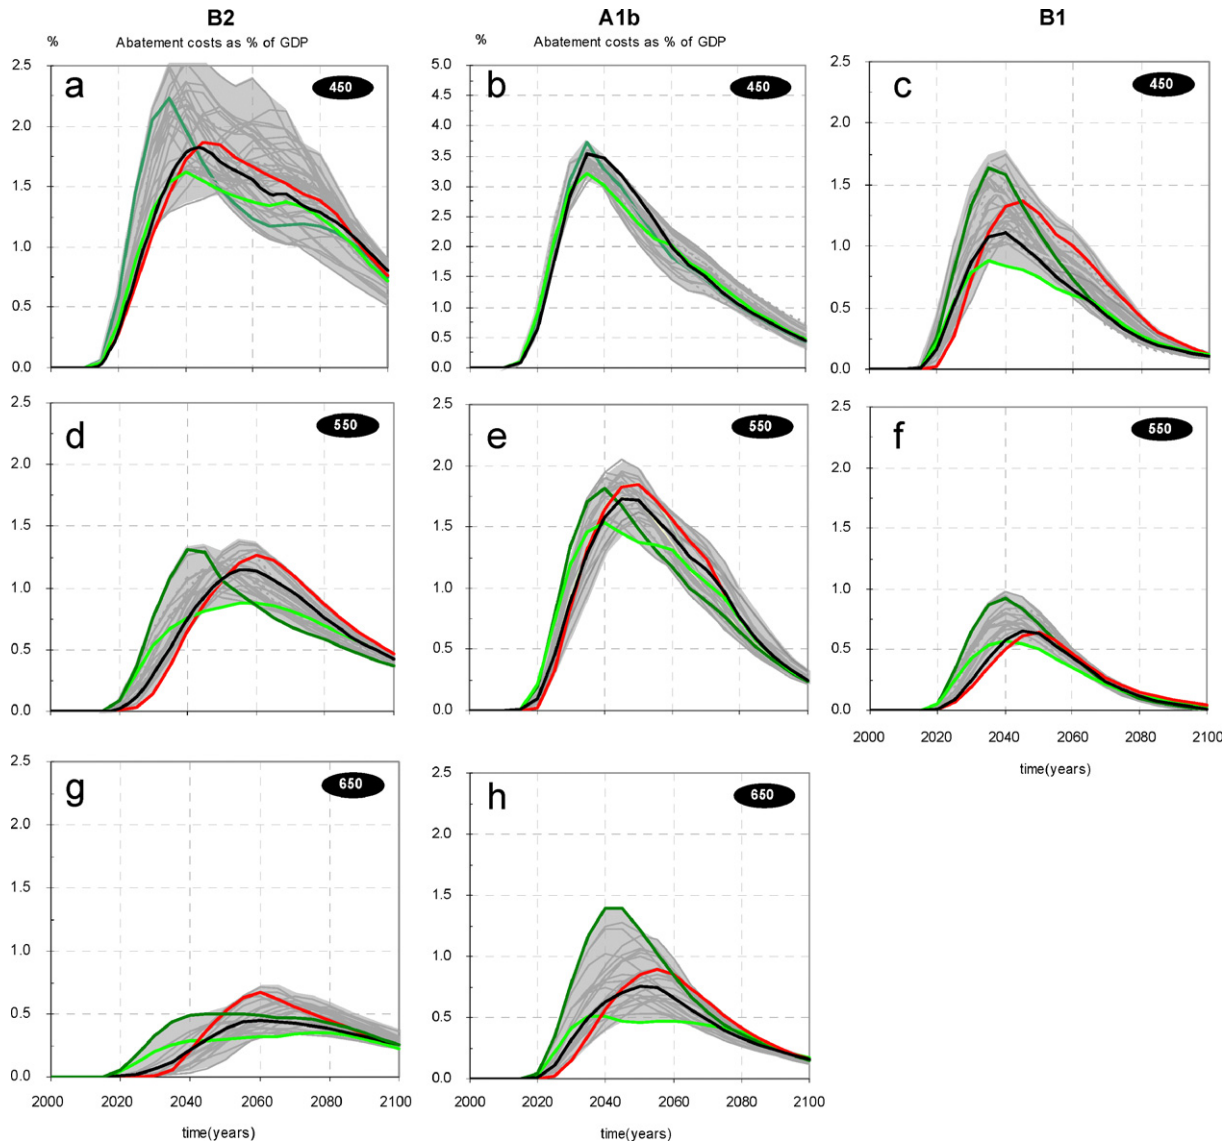 B2 A1b B1
% Abatement costs as % of GDP % Abatement costs as % of GDP
a 450 b 450 c 450
2.5 5.0 2.5
4.5
2.0 4.0 2.0
3.5
1.5 3.0 1.5
2.5
1.0 2.0 1.0
1.5
0.5 1.0 0.5
0.5
0.0 0.0 0.0
d 550 e 550 f 550
2.5 2.5 2.5
2.0 2.0 2.0
1.5 1.5 1.5
1.0 1.0 1.0
0.5 0.5 0.5
0.0 0.0 0.0
2000 2020 2040 2060 2080 2100
time(years)
g 650 h 650
2.5 2.5
2.0 2.0
1.5 1.5
1.0 1.0
0.5 0.5
0.0 0.0
2000 2020 2040 2060 2080 2100 2000 2020 2040 2060 2080 2100
time(years) time(years)